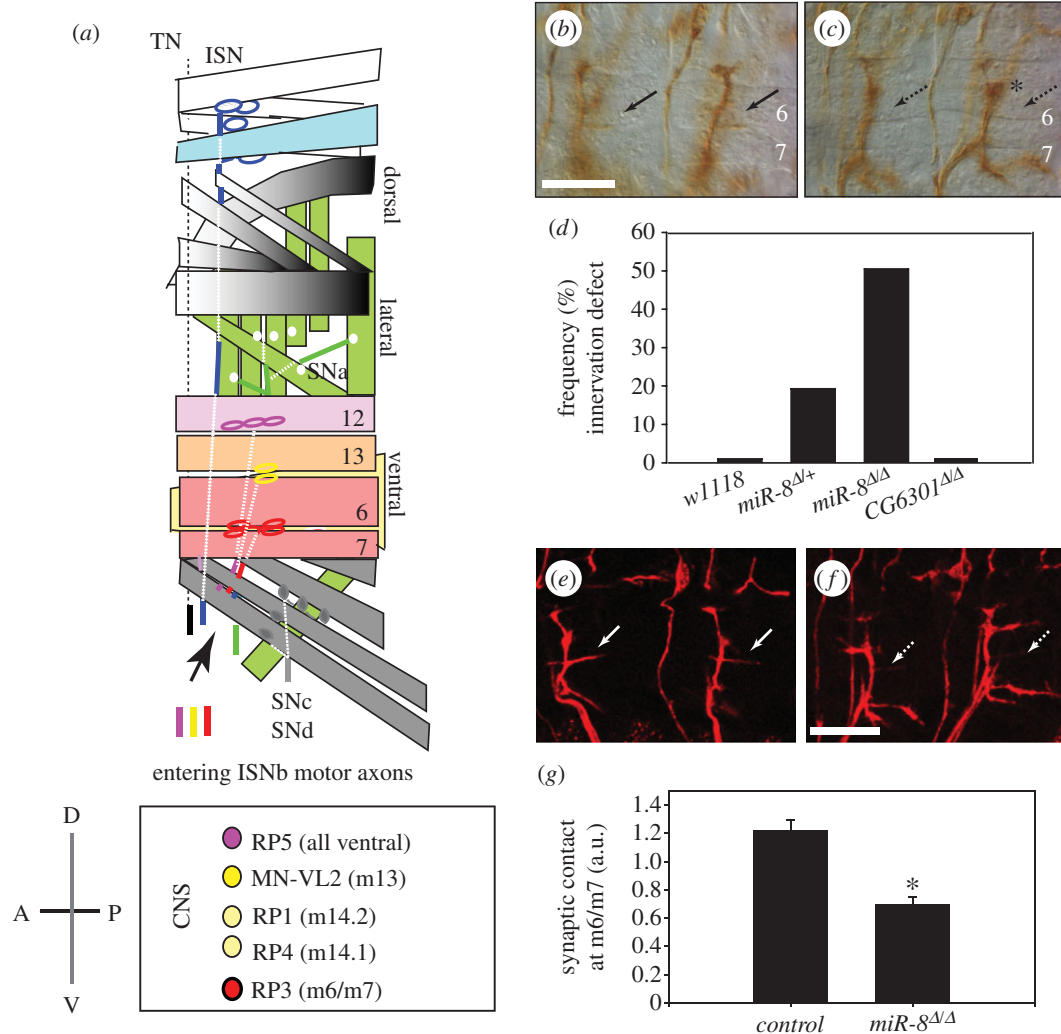 (a)
TN
ISN
dorsal
lateral
SNa
12
13
ventral
6
7
SNc
SNd
entering ISNb motor axons
D
A
P
V
CNS
RP5 (all ventral)
MN-VL2 (m13)
RP1 (m14.2)
RP4 (m14.1)
RP3 (m6/m7)
(b)
6
7
(c)
*
6
7
(d)
frequency (%)
innervation defect
60
50
40
30
20
10
0
w1118
miR-8Δ/+
miR-8Δ/Δ
CG6301Δ/Δ
(e)
(f)
(g)
synaptic contact
at m6/m7 (a.u.)
1.4
1.2
1.0
0.8
0.6
0.4
0.2
0
*
control
miR-8Δ/Δ